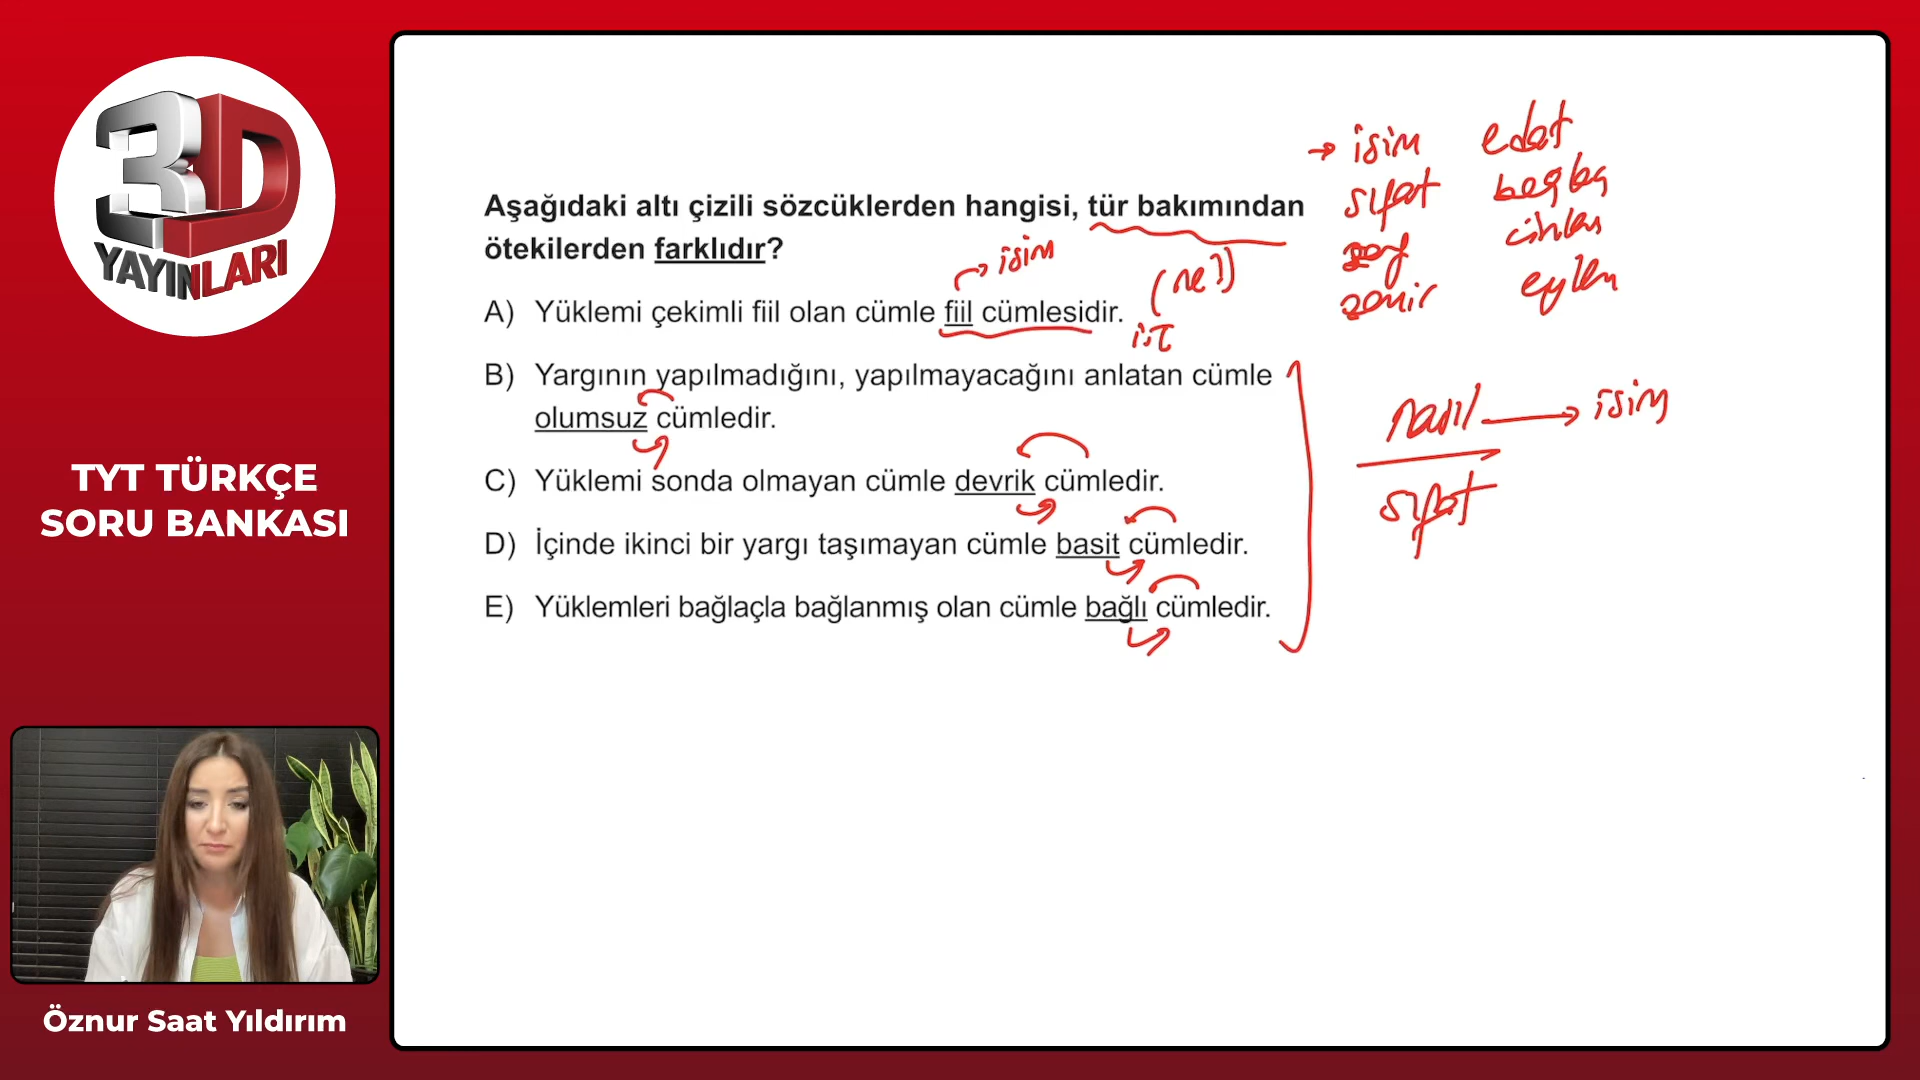 3D
YAYINLARI
TYT TÜRKÇE
SORU BANKASI
Öznur Saat Yıldırım
Aşağıdaki altı çizili sözcüklerden hangisi, tür bakımından
ötekilerden farklıdır?
A) Yüklemi çekimli fiil olan cümle fiil cümlesidir.
B) Yargının yapılmadığını, yapılmayacağını anlatan cümle
olumsuz cümledir.
C) Yüklemi sonda olmayan cümle devrik cümledir.
D) İçinde ikinci bir yargı taşımayan cümle basit cümledir.
E) Yüklemleri bağlaçla bağlanmış olan cümle bağlı cümledir.
→ isim
(ne?)
→ isim edat
sıfat bağlaç
zarf ünlem
zamir eylem
nasıl → isim
sıfat